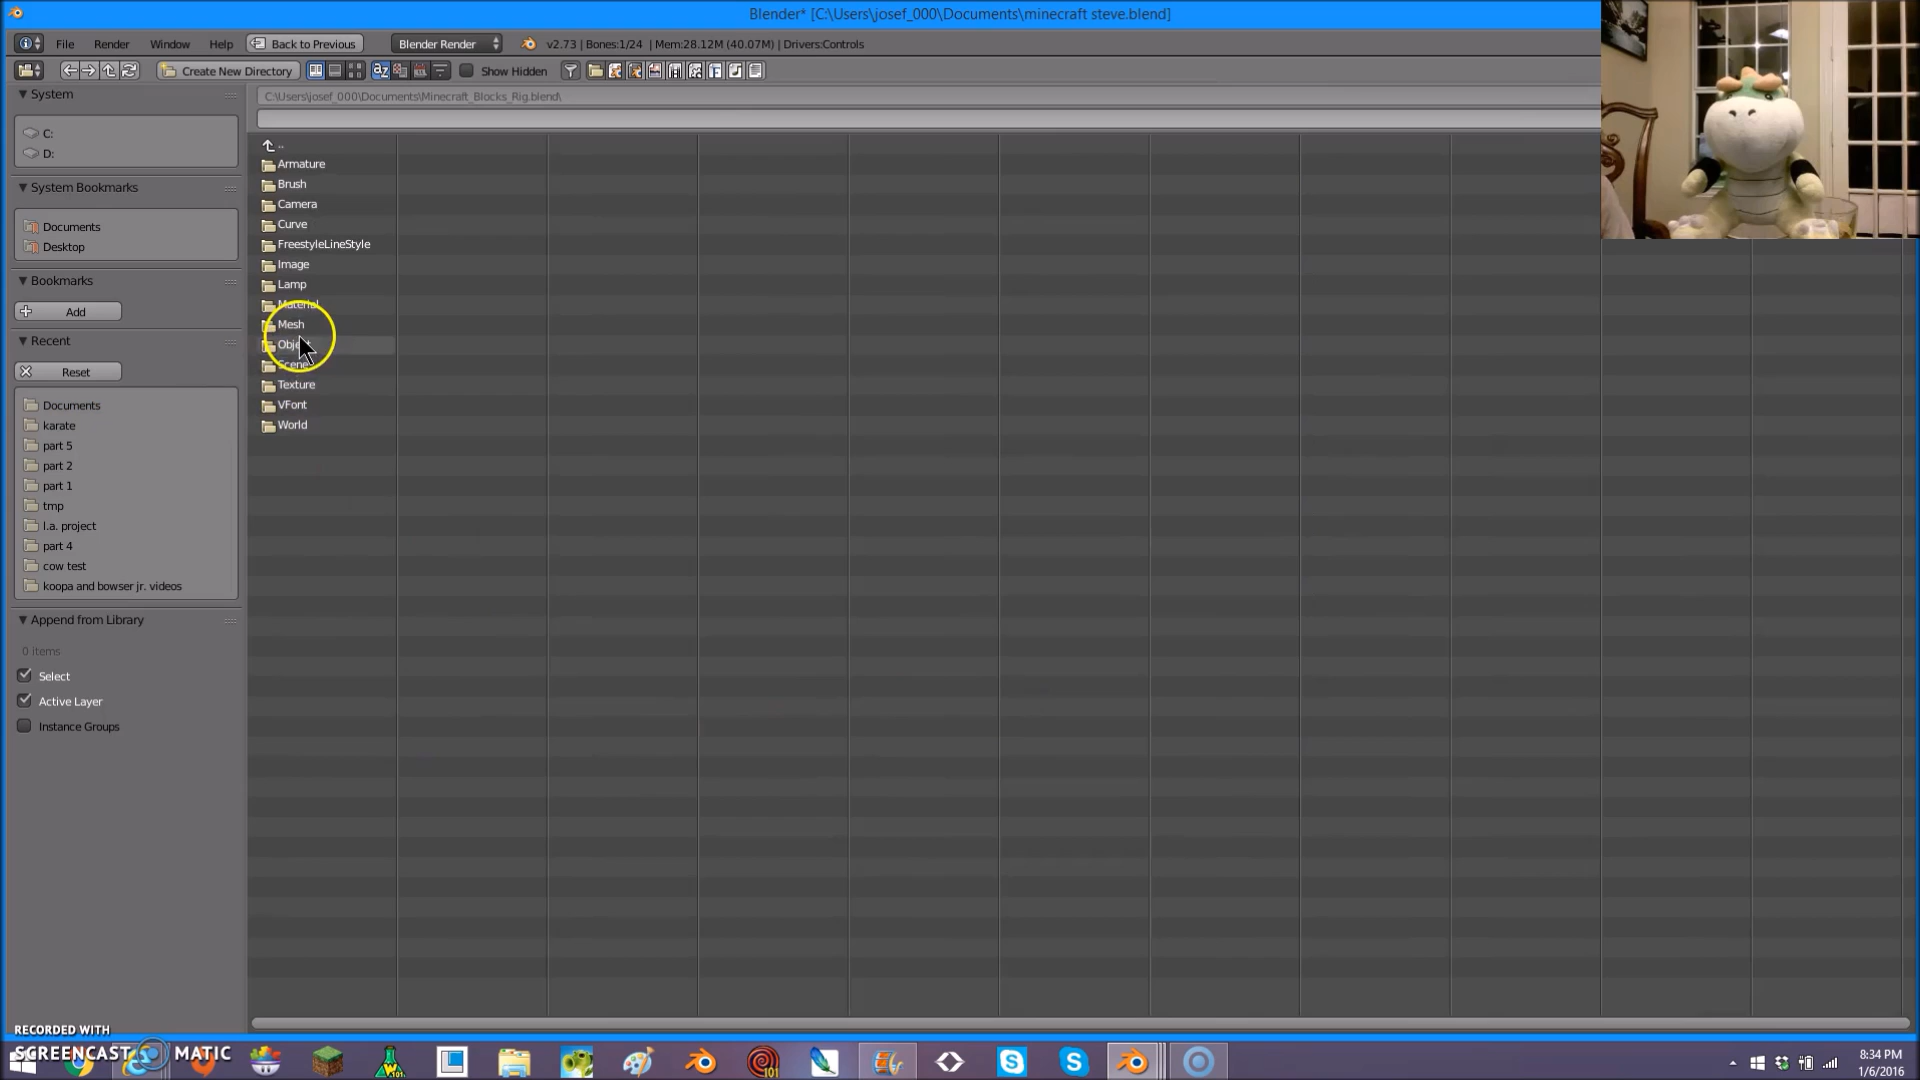 Blender* [C:\Users\josef_000\Documents\minecraft steve.blend]
File Render Window Help Back to Previous Blender Render v2.73 | Bones:1/24 | Mem:28.12M (40.07M) | Drivers:Controls
Create New Directory Show Hidden
System
C:\Users\josef_000\Documents\Minecraft_Blocks_Rig.blend\
C:
D:
System Bookmarks
Documents
Desktop
Bookmarks
Add
Recent
Reset
Documents
karate
part 5
part 2
part 1
tmp
l.a. project
part 4
cow test
koopa and bowser jr. videos
Append from Library
0 items
Select
Active Layer
Instance Groups
..
Armature
Brush
Camera
Curve
FreestyleLineStyle
Image
Lamp
Material
Mesh
Object
Scene
Texture
VFont
World
RECORDED WITH
SCREENCAST MATIC
8:34 PM
1/6/2016